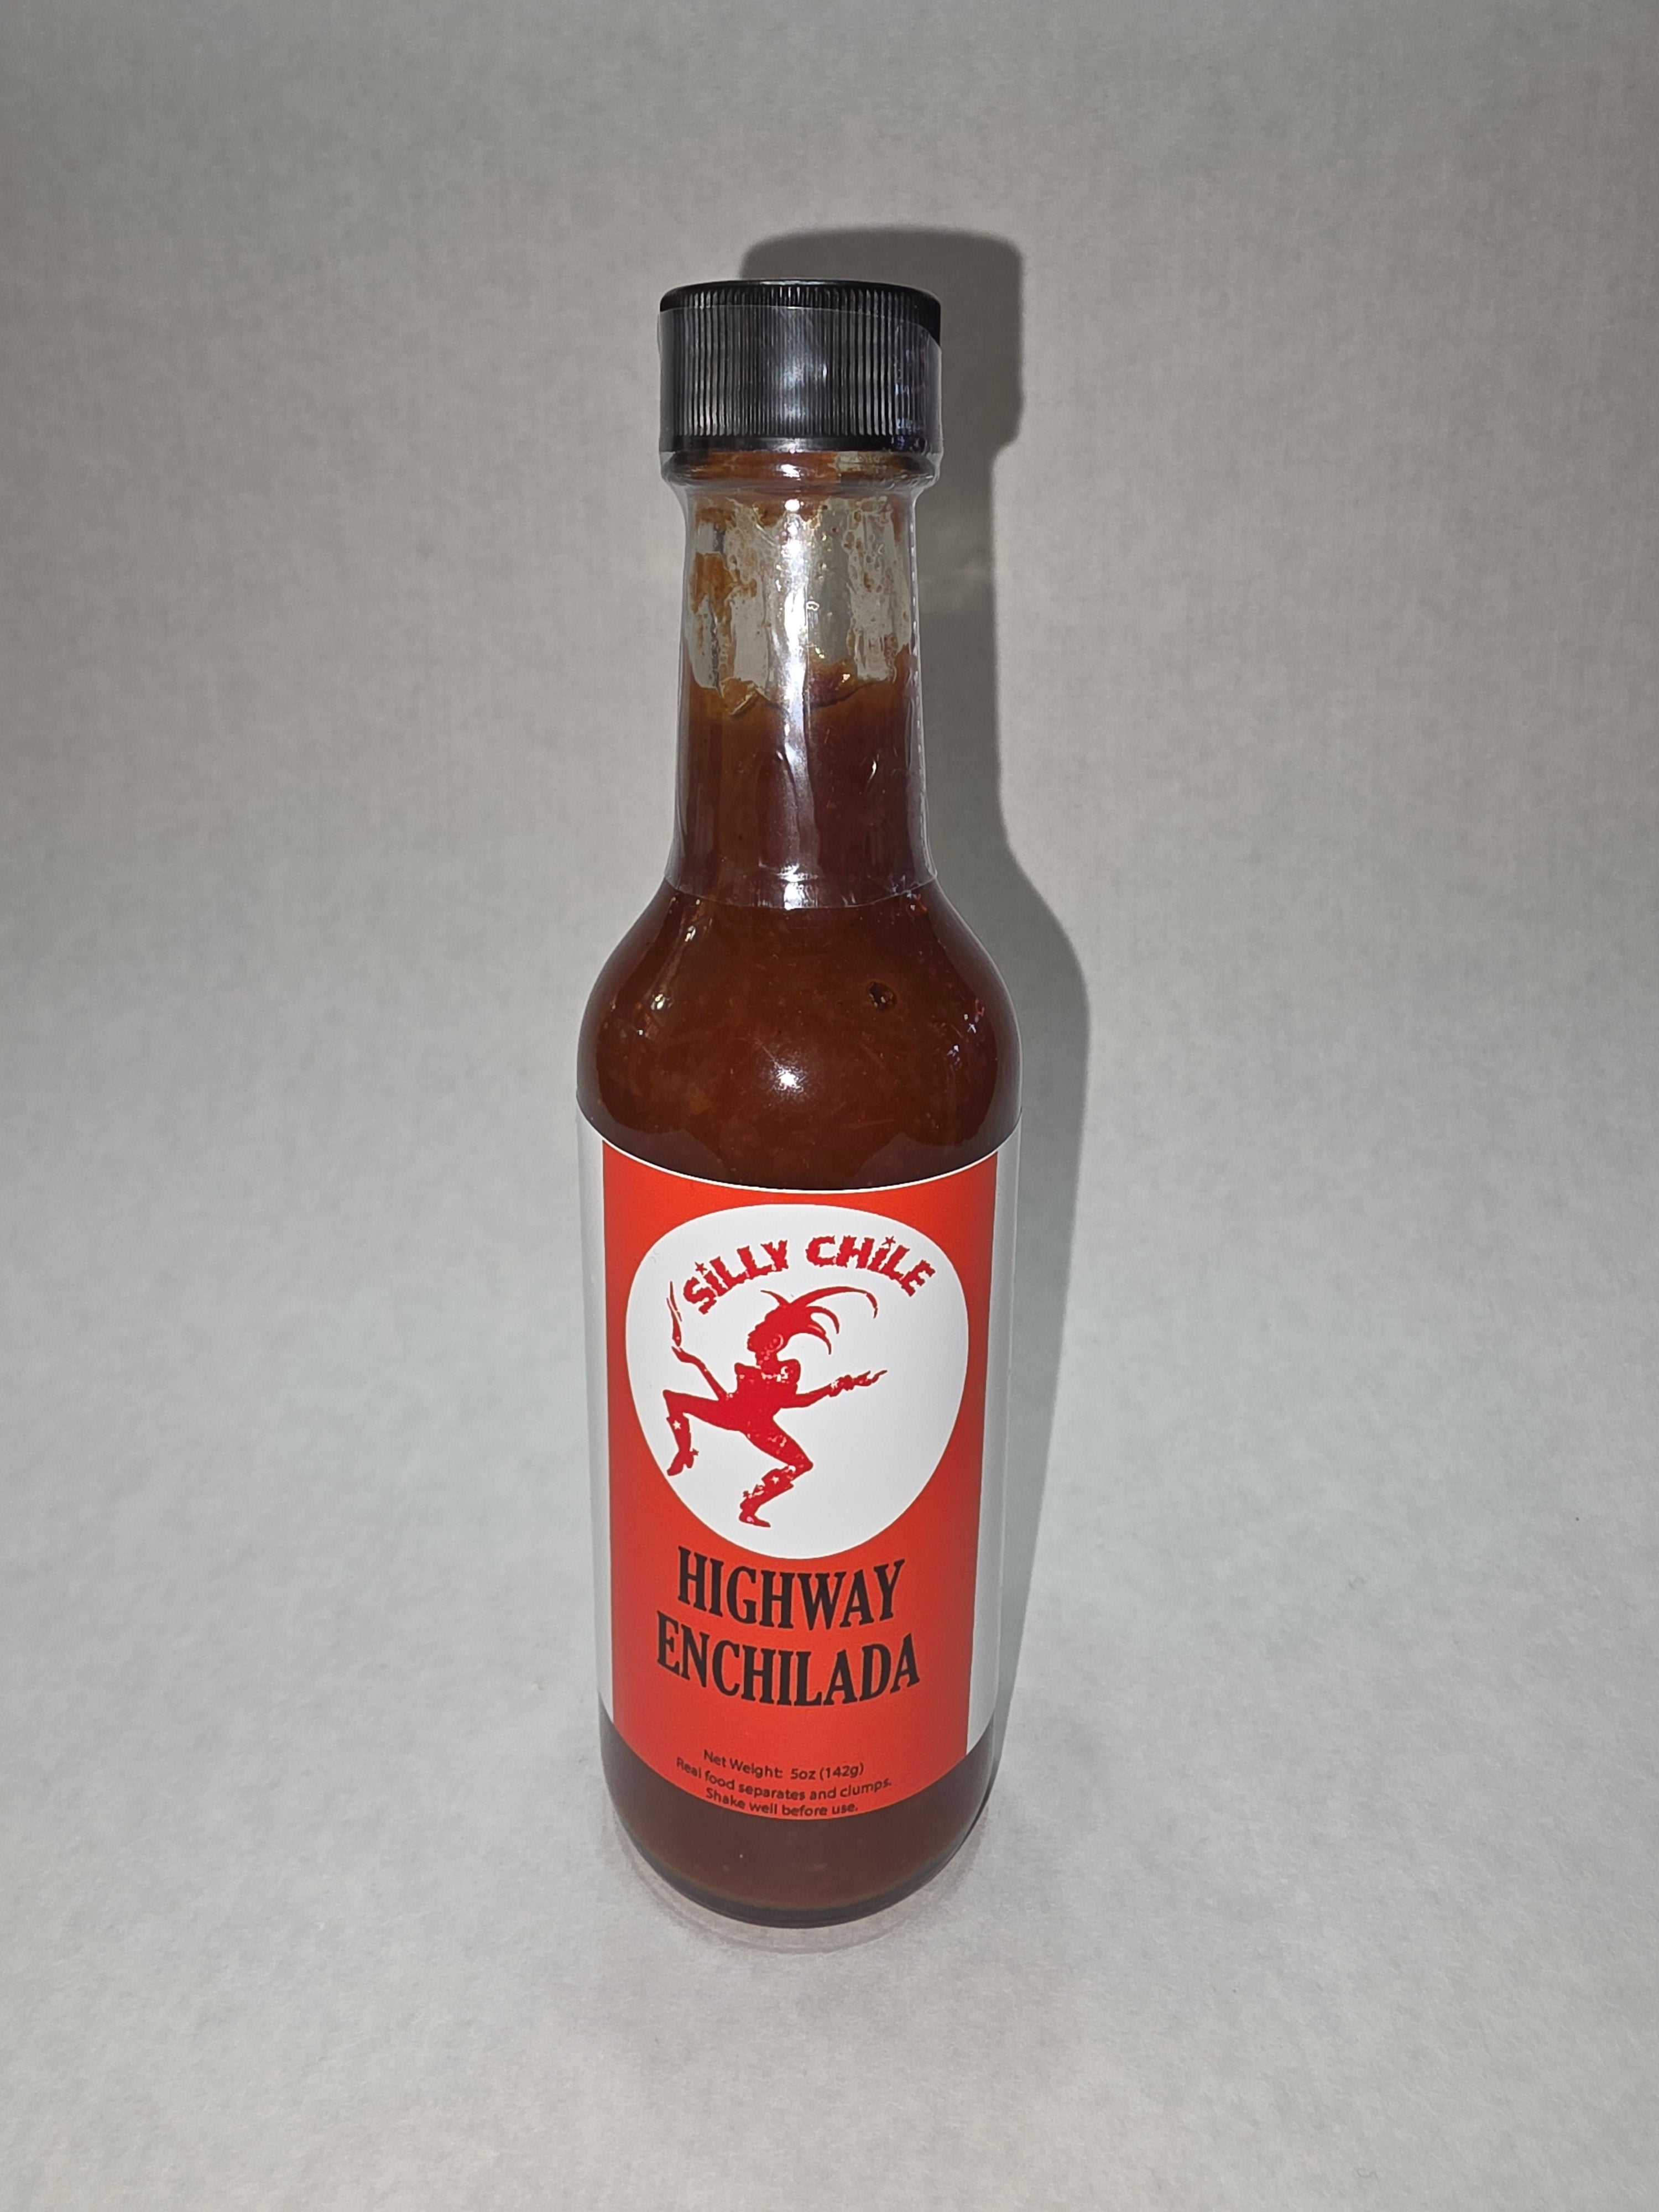 SiLLY CHiLE
HIGHWAY
ENCHILADA
Net Weight: 5oz (142g)
Real food separates and clumps.
Shake well before use.